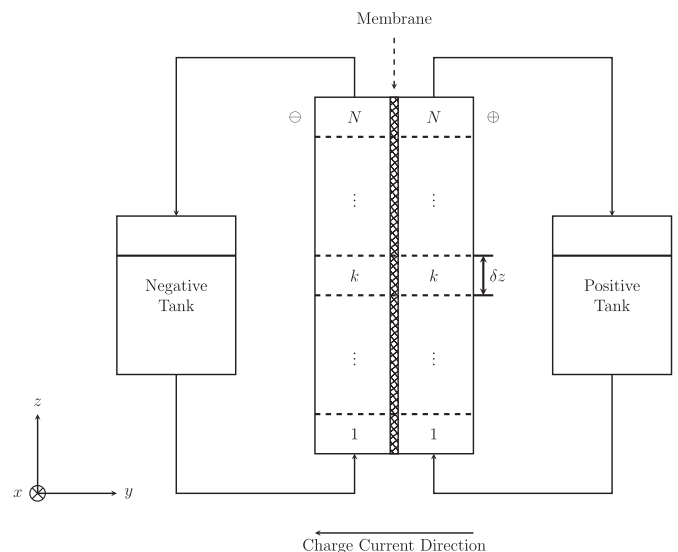 Membrane
⊖
N
N
⊕
⋮
⋮
k
k
δz
Negative
Tank
Positive
Tank
⋮
⋮
z
1
1
x
y
Charge Current Direction